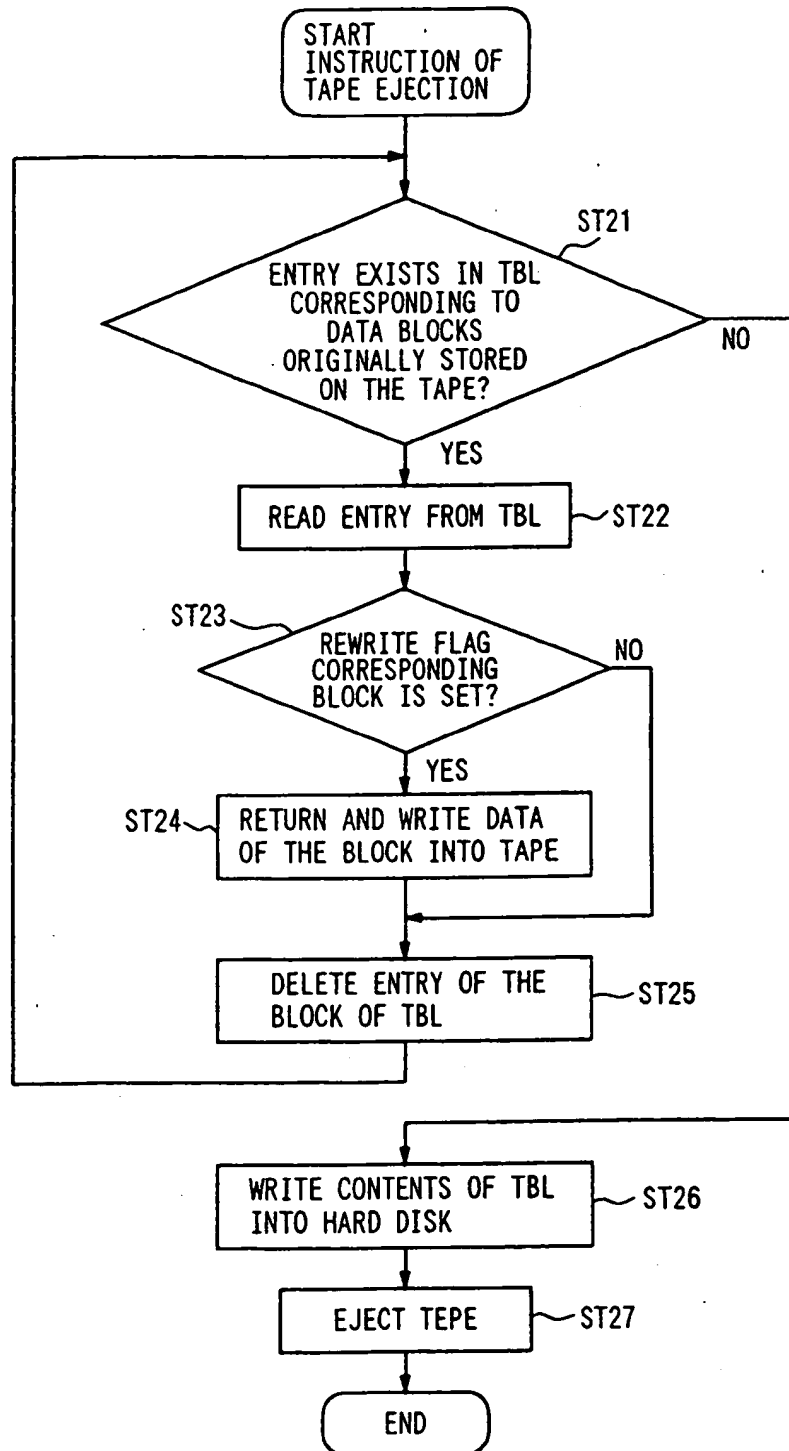 START
INSTRUCTION OF
TAPE EJECTION
ST21
ENTRY EXISTS IN TBL
CORRESPONDING TO
DATA BLOCKS
ORIGINALLY STORED
ON THE TAPE?
NO
YES
READ ENTRY FROM TBL
ST22
ST23
REWRITE FLAG
CORRESPONDING
BLOCK IS SET?
NO
YES
ST24
RETURN AND WRITE DATA
OF THE BLOCK INTO TAPE
DELETE ENTRY OF THE
BLOCK OF TBL
ST25
WRITE CONTENTS OF TBL
INTO HARD DISK
ST26
EJECT TEPE
ST27
END